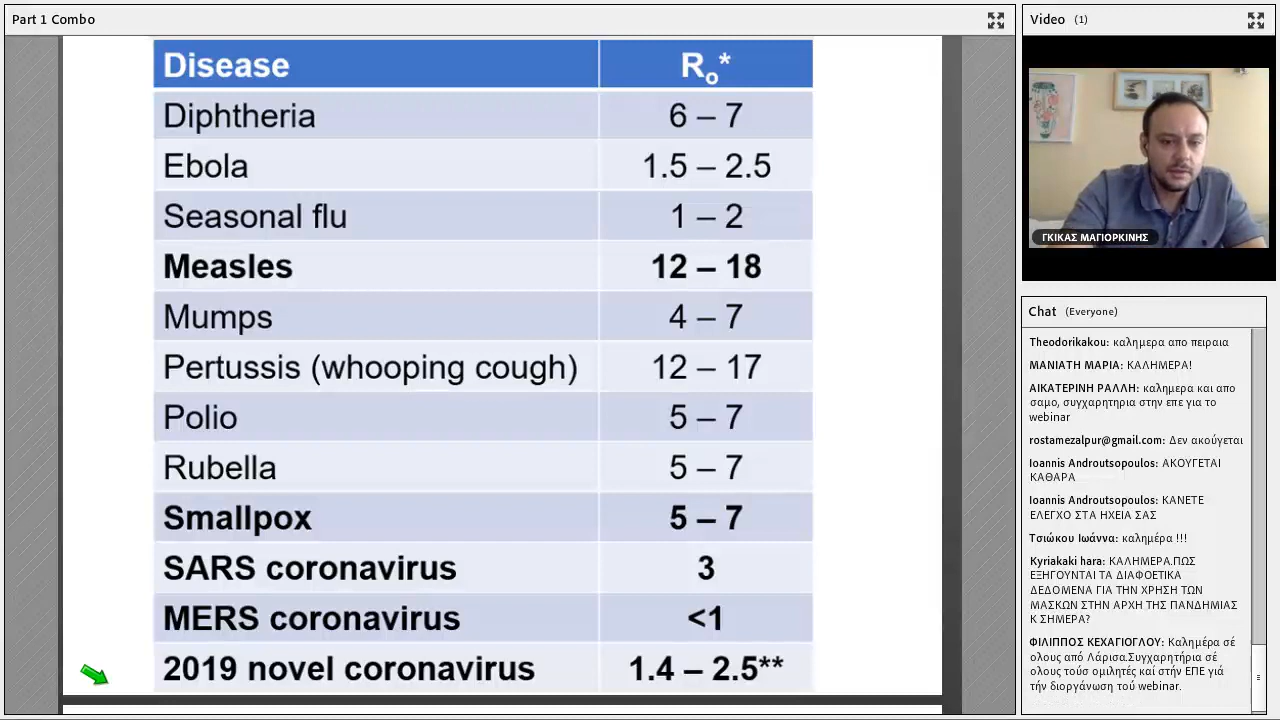 Part 1 Combo
Disease R₀*
Diphtheria 6 – 7
Ebola 1.5 – 2.5
Seasonal flu 1 – 2
Measles 12 – 18
Mumps 4 – 7
Pertussis (whooping cough) 12 – 17
Polio 5 – 7
Rubella 5 – 7
Smallpox 5 – 7
SARS coronavirus 3
MERS coronavirus <1
2019 novel coronavirus 1.4 – 2.5**
Video (1)
ΓΚΙΚΑΣ ΜΑΓΙΟΡΚΙΝΗΣ
Chat (Everyone)
Theodorikakou: καλημερα απο πειραια
ΜΑΝΙΑΤΗ ΜΑΡΙΑ: ΚΑΛΗΜΕΡΑ!
ΑΙΚΑΤΕΡΙΝΗ ΡΑΛΛΗ: καλημερα και απο
σαμο, συγχαρητηρια στην επε για το
webinar
rostamezalpur@gmail.com: Δεν ακούγεται
Ioannis Androutsopoulos: ΑΚΟΥΓΕΤΑΙ
ΚΑΘΑΡΑ
Ioannis Androutsopoulos: ΚΑΝΕΤΕ
ΕΛΕΓΧΟ ΣΤΑ ΗΧΕΙΑ ΣΑΣ
Τσιώκου Ιωάννα: καλημέρα !!!
Kyriakaki hara: ΚΑΛΗΜΕΡΑ.ΠΩΣ
ΕΞΗΓΟΥΝΤΑΙ ΤΑ ΔΙΑΦΟΕΤΙΚΑ
ΔΕΔΟΜΕΝΑ ΓΙΑ ΤΗΝ ΧΡΗΣΗ ΤΩΝ
ΜΑΣΚΩΝ ΣΤΗΝ ΑΡΧΗ ΤΗΣ ΠΑΝΔΗΜΙΑΣ
Κ ΣΗΜΕΡΑ?
ΦΙΛΙΠΠΟΣ ΚΕΧΑΓΙΟΓΛΟΥ: Καλημέρα σέ
ολους από Λάρισα.Συγχαρητήρια σέ
ολους τούσ ομιλητές καί στήν ΕΠΕ γιά
τήν διοργάνωση τού webinar.